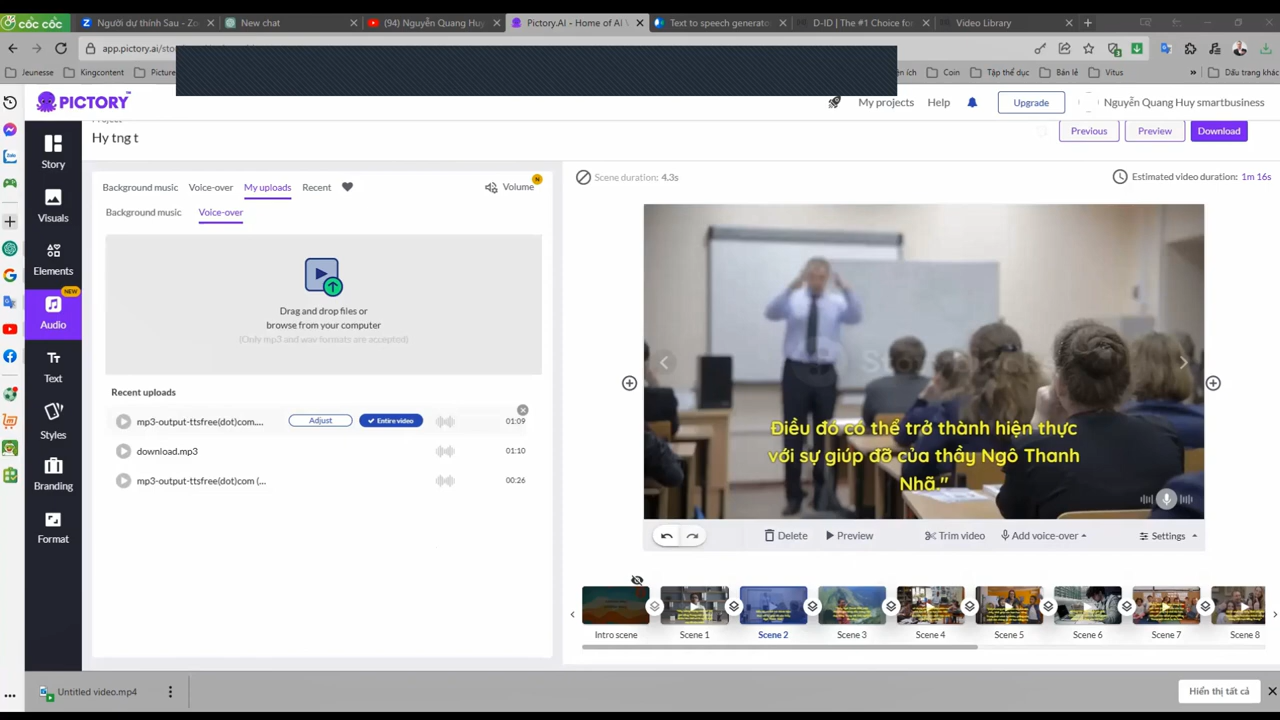 CỐC CỐC
Người dự thính Sau - Zo
New chat
(94) Nguyễn Quang Huy
Pictory.AI - Home of AI V
Text to speech generato
D-ID | The #1 Choice fo
Video Library
app.pictory.ai/sto
Jeunesse
Kingcontent
Picture
ện ích
Coin
Tập thể dục
Bán lẻ
Vitus
Dấu trang khác
PICTORY
My projects
Help
Upgrade
Nguyễn Quang Huy smartbusiness
Project
Hy tng t
Previous
Preview
Download
Story
Visuals
Elements
NEW
Audio
Text
Styles
Branding
Format
Background music
Voice-over
My uploads
Recent
Volume
N
Background music
Voice-over
Drag and drop files or
browse from your computer
(Only mp3 and wav formats are accepted)
Recent uploads
mp3-output-ttsfree(dot)com....
Adjust
Entire video
01:09
download.mp3
01:10
mp3-output-ttsfree(dot)com (...
00:26
Scene duration: 4.3s
Estimated video duration: 1m 16s
Điều đó có thể trở thành hiện thực
với sự giúp đỡ của thầy Ngô Thanh
Nhã."
Delete
Preview
Trim video
Add voice-over
Settings
Intro scene
Scene 1
Scene 2
Scene 3
Scene 4
Scene 5
Scene 6
Scene 7
Scene 8
Untitled video.mp4
Hiển thị tất cả